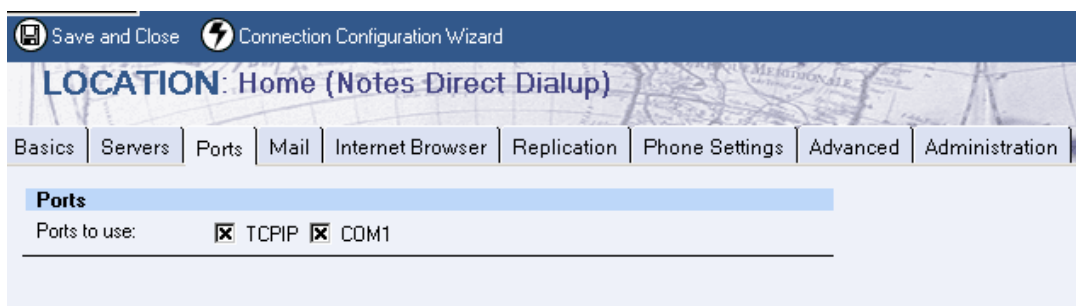 Save and Close Connection Configuration Wizard
LOCATION: Home (Notes Direct Dialup)
Basics Servers Ports Mail Internet Browser Replication Phone Settings Advanced Administration
Ports
Ports to use: TCPIP COM1